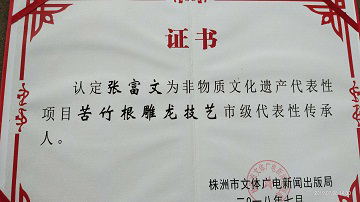 证书
认定张富文为非物质文化遗产代表性
项目苦竹根雕龙技艺市级代表性传承
人。
株洲市文体广电新闻出版局
二〇一八年七月